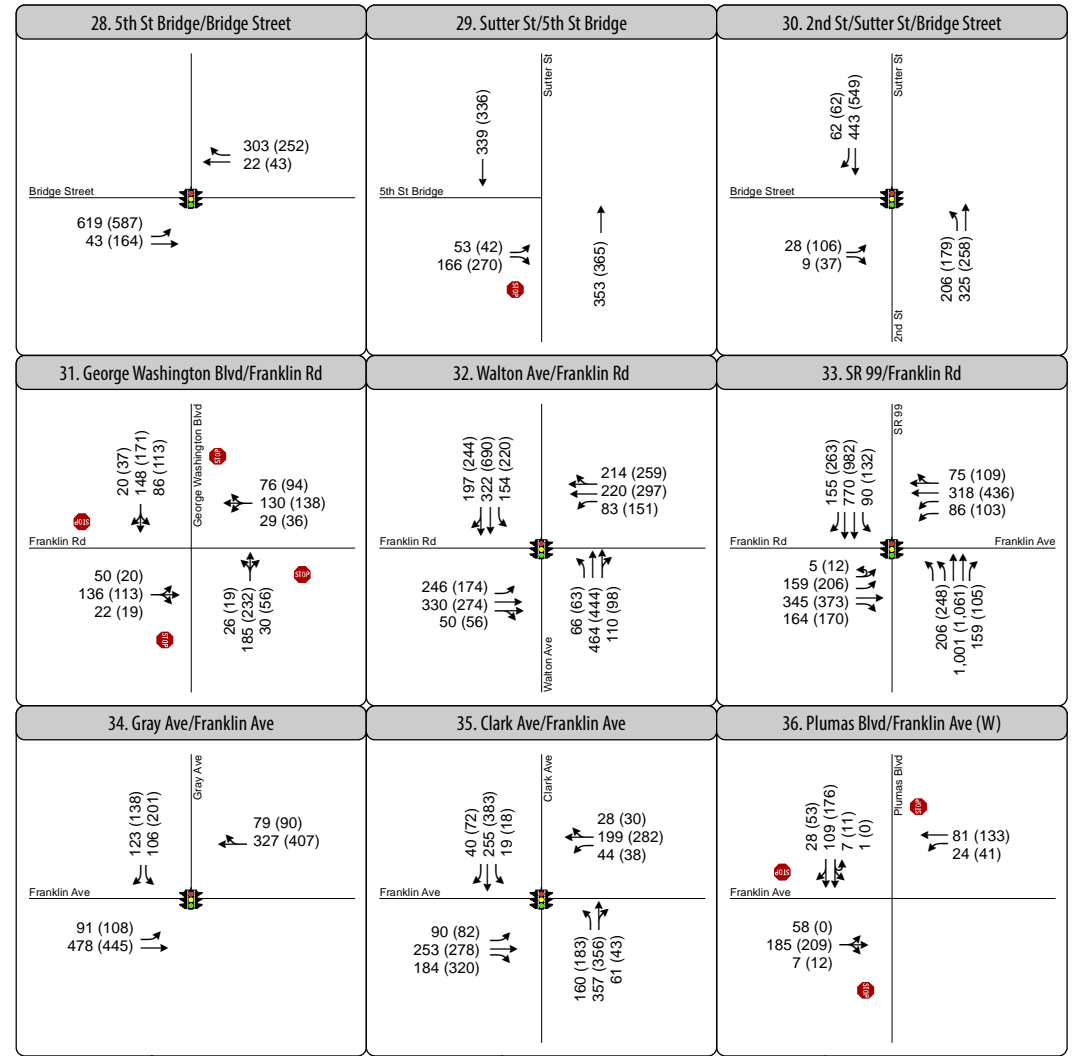 28. 5th St Bridge/Bridge Street
303 (252)
22 (43)
Bridge Street
619 (587)
43 (164)
29. Sutter St/5th Bridge
Sutter St
339 (336)
5th St Bridge
53 (42)
166 (270)
STOP
353 (365)
30. 2nd St/Sutter St/Bridge Street
Sutter St
62 (62)
443 (549)
Bridge Street
28 (106)
9 (37)
206 (179)
325 (258)
2nd St
31. George Washington Blvd/Franklin Rd
George Washington Blvd
20 (37)
148 (171)
86 (113)
STOP
76 (94)
130 (138)
29 (36)
STOP
Franklin Rd
50 (20)
136 (113)
22 (19)
STOP
26 (19)
185 (232)
30 (56)
STOP
32. Walton Ave/Franklin Rd
197 (244)
322 (690)
154 (220)
214 (259)
220 (297)
83 (151)
Franklin Rd
246 (174)
330 (274)
50 (56)
66 (63)
464 (444)
110 (98)
Walton Ave
33. SR 99/Franklin Rd
SR 99
155 (263)
770 (982)
90 (132)
75 (109)
318 (436)
86 (103)
Franklin Rd
Franklin Ave
5 (12)
159 (206)
345 (373)
164 (170)
206 (248)
1,001 (1,061)
159 (105)
34. Gray Ave/Franklin Ave
Gray Ave
123 (138)
106 (201)
79 (90)
327 (407)
Franklin Ave
91 (108)
478 (445)
35. Clark Ave/Franklin Ave
Clark Ave
40 (72)
255 (383)
19 (18)
28 (30)
199 (282)
44 (38)
Franklin Ave
90 (82)
253 (278)
184 (320)
160 (183)
357 (356)
61 (43)
36. Plumas Blvd/Franklin Ave (W)
Plumas Blvd
28 (53)
109 (176)
7 (11)
1 (0)
STOP
81 (133)
24 (41)
STOP
Franklin Ave
58 (0)
185 (209)
7 (12)
STOP